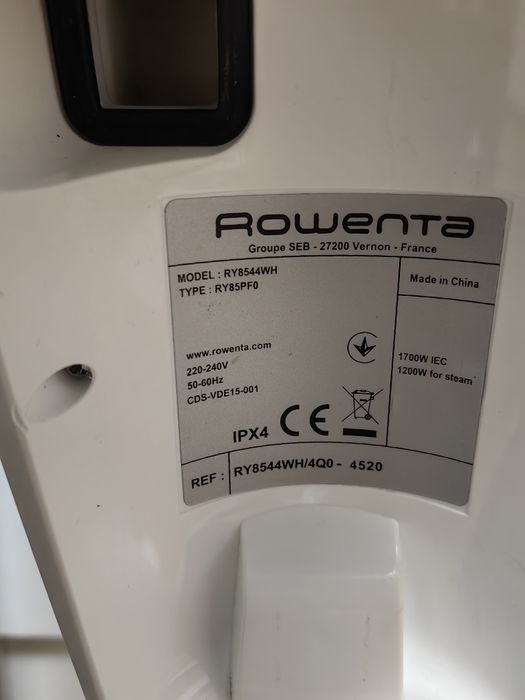 Rowenta
Groupe SEB - 27200 Vernon - France
MODEL : RY8544WH
TYPE : RY85PF0
Made in China
www.rowenta.com
220-240V
50-60Hz
CDS-VDE15-001
1700W IEC
1200W for steam
IPX4 CE
REF : RY8544WH/4Q0 - 4520